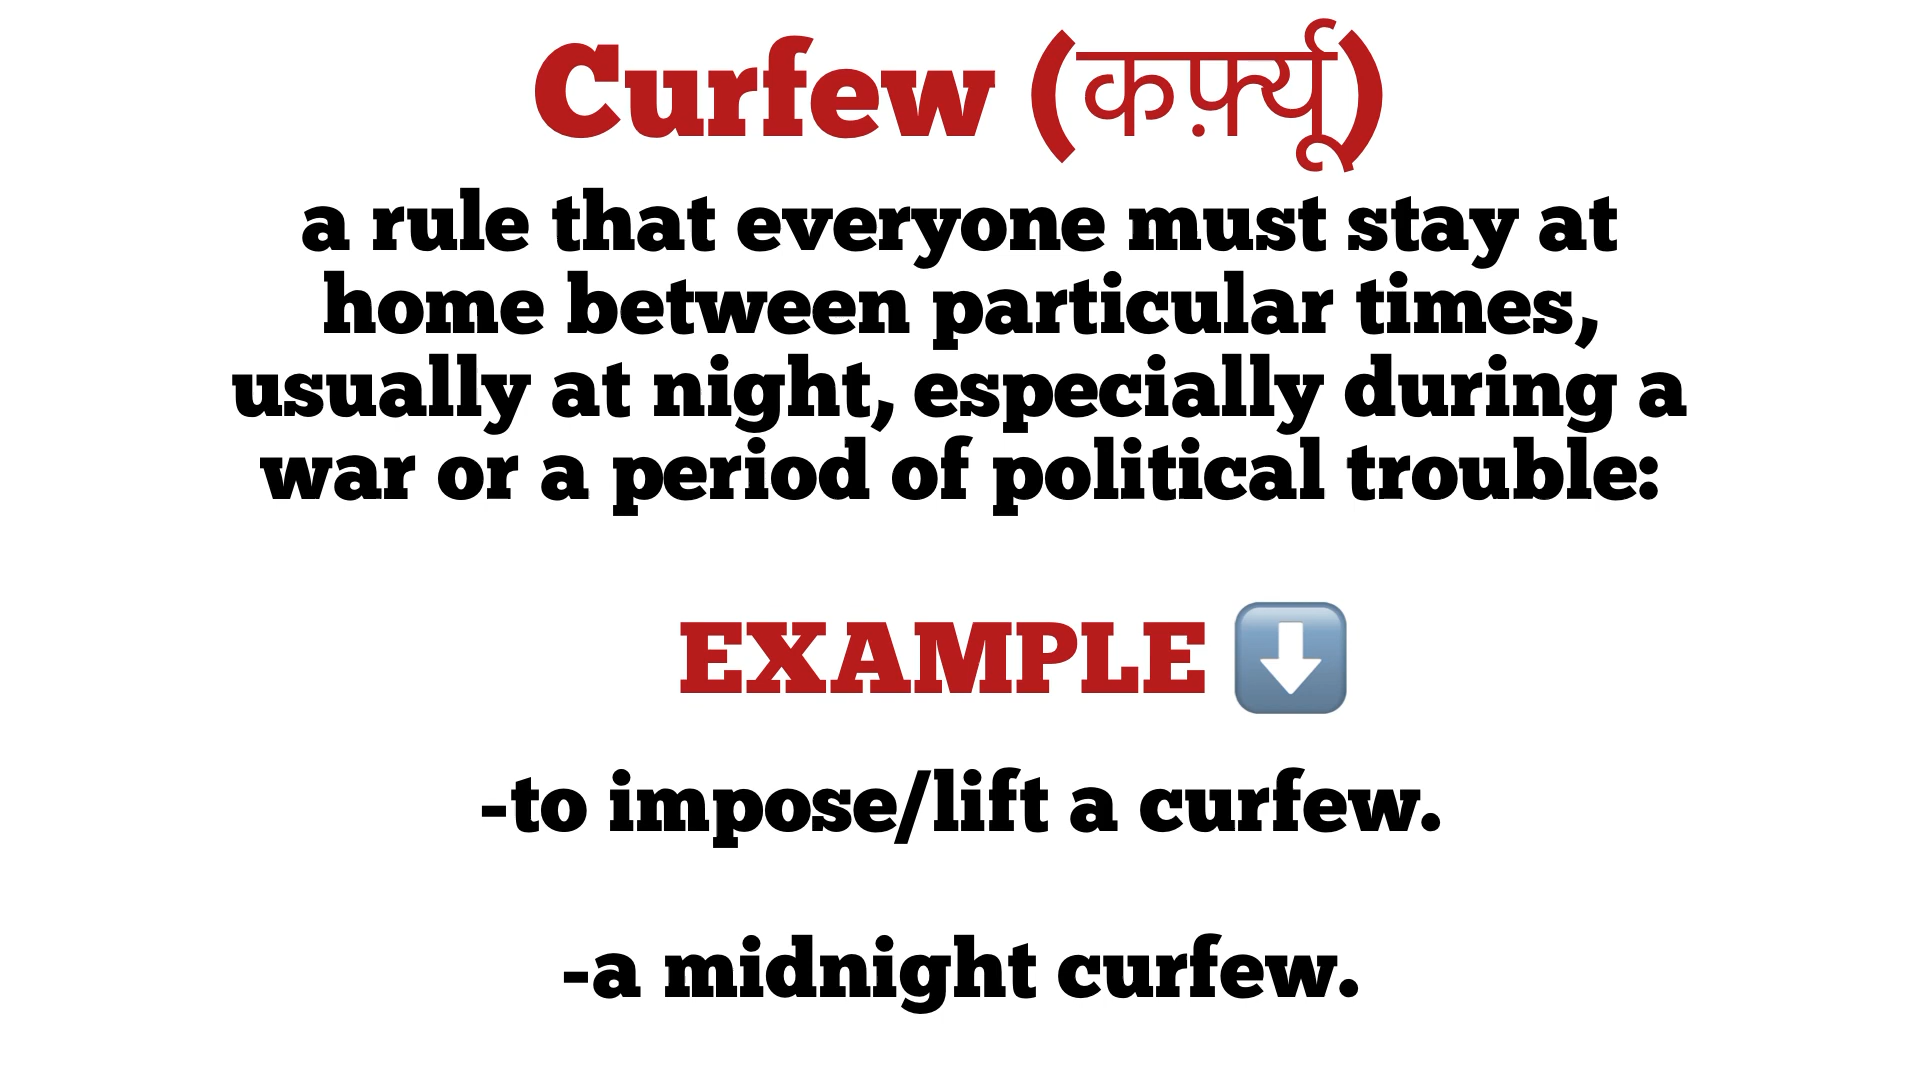 Curfew (कर्फ़्यू)
a rule that everyone must stay at
home between particular times,
usually at night, especially during a
war or a period of political trouble:
EXAMPLE ⬇️
-to impose/lift a curfew.
-a midnight curfew.